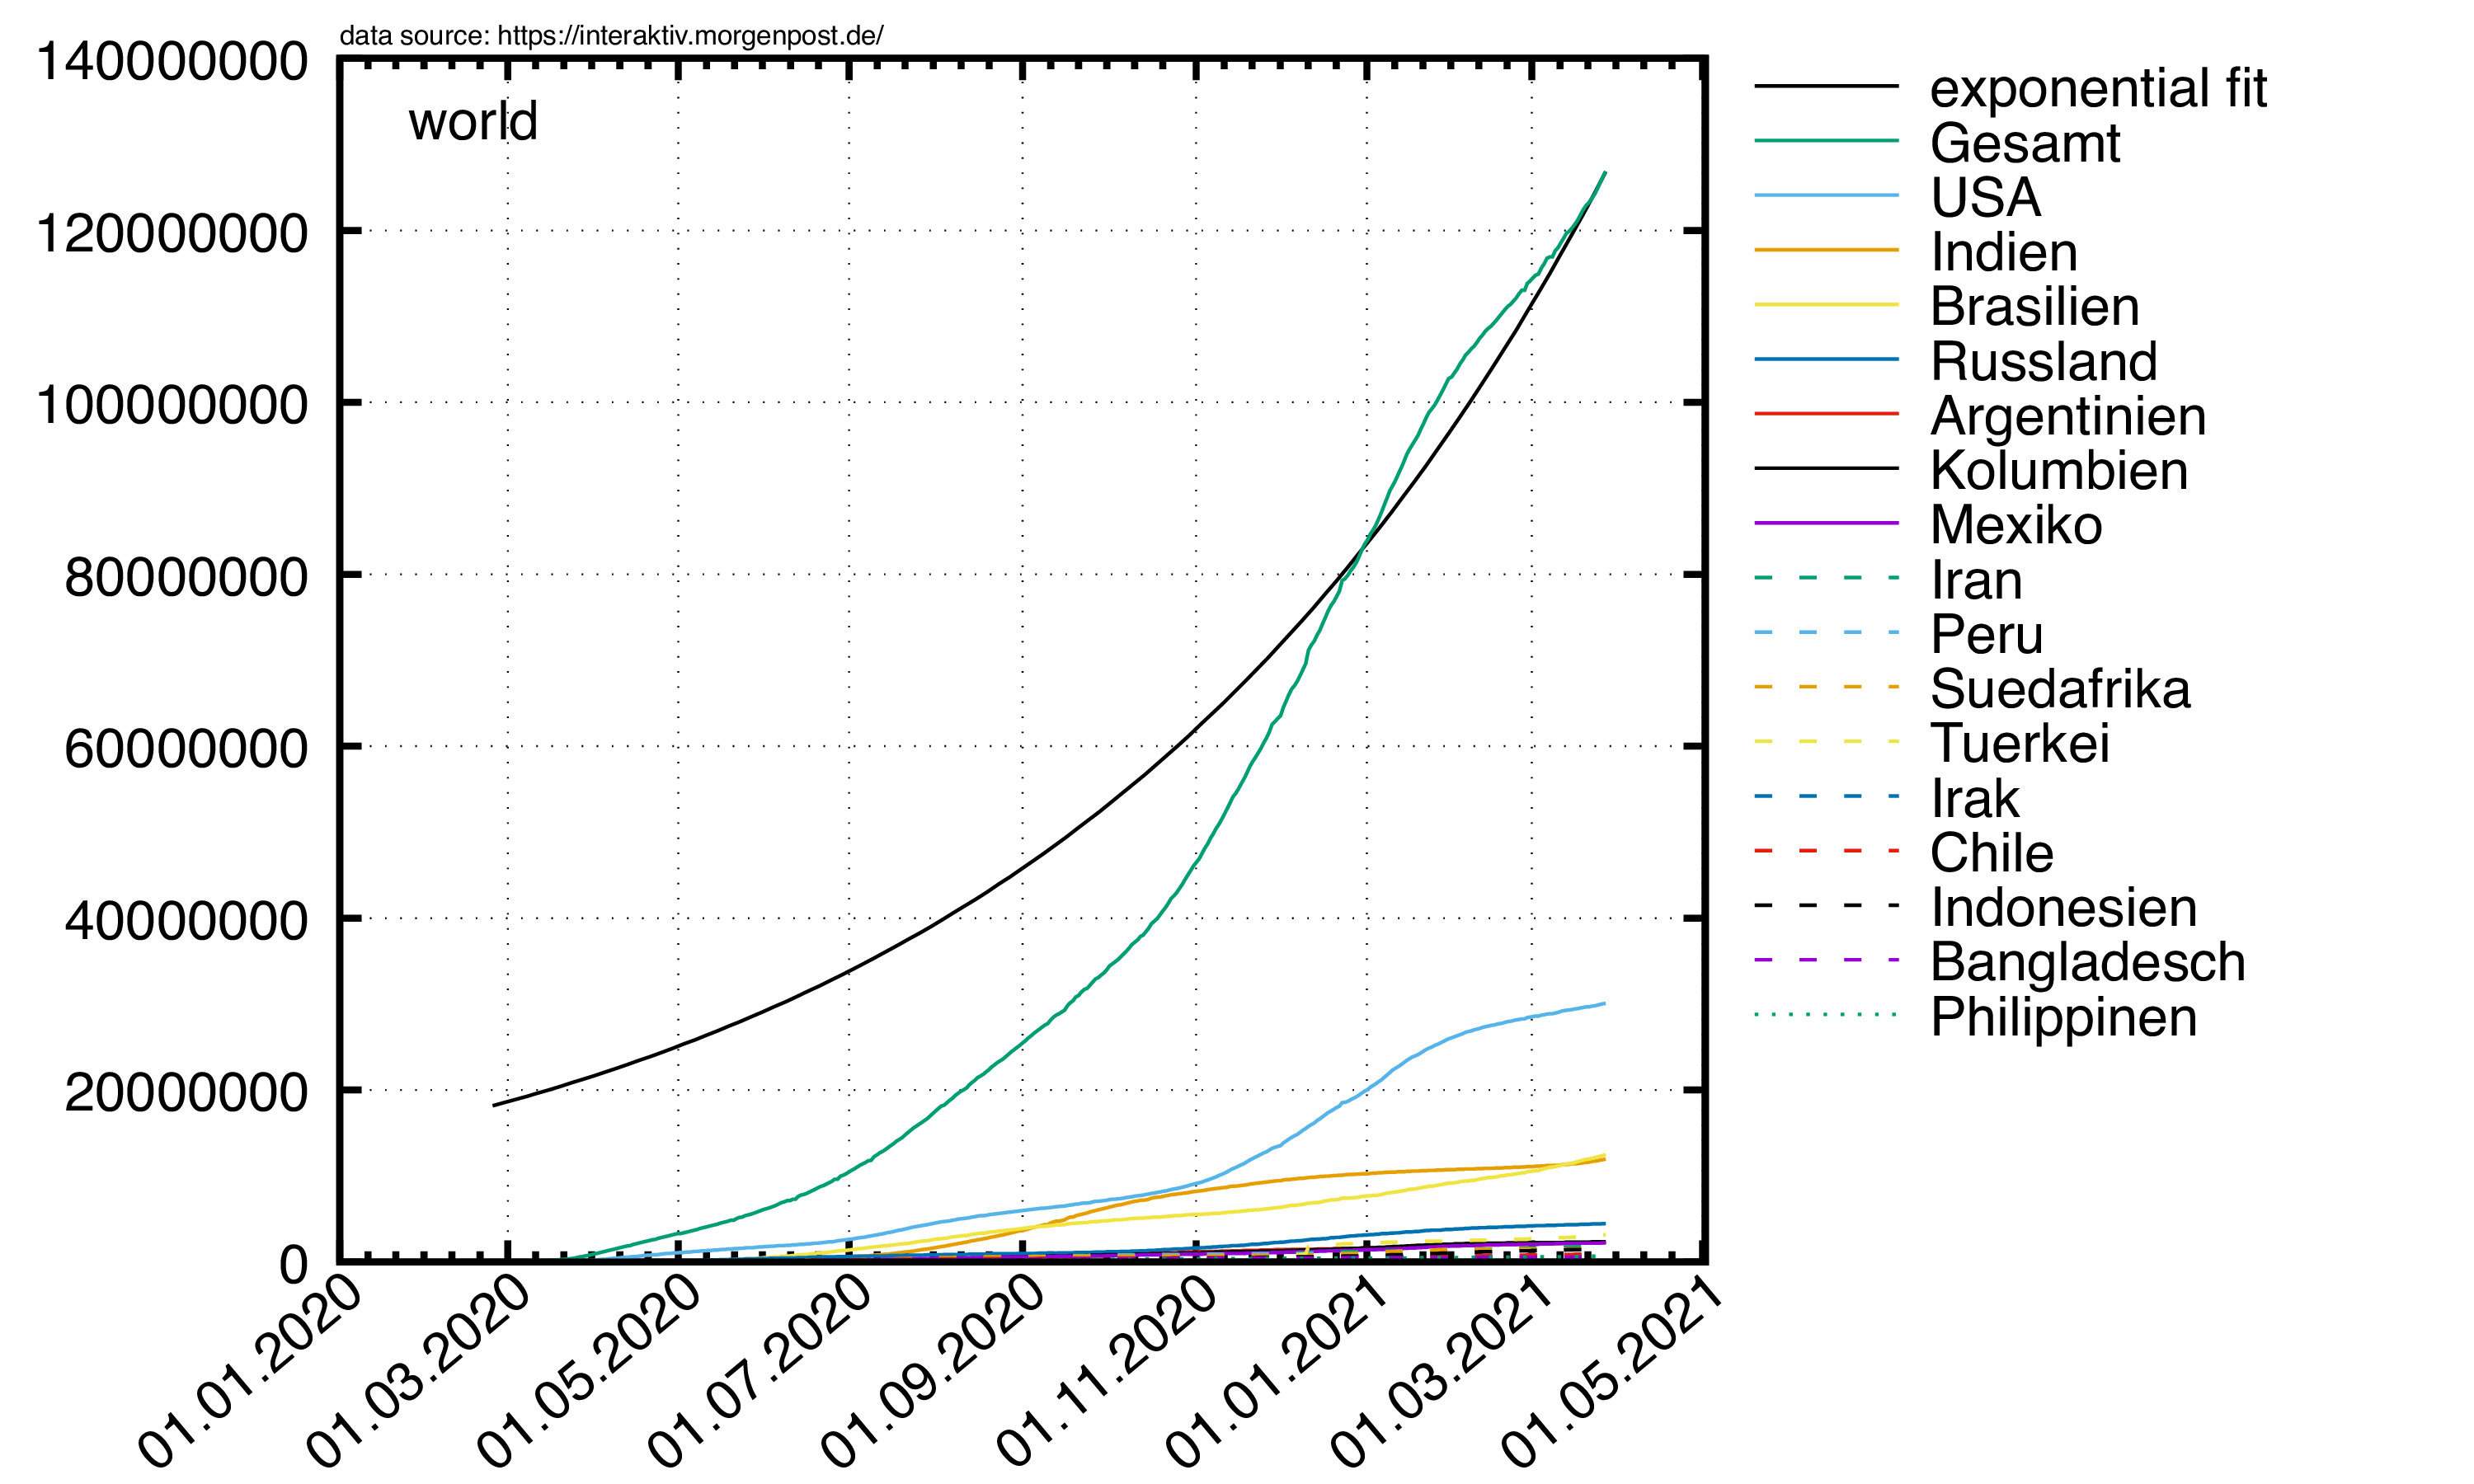 data source: https://interaktiv.morgenpost.de/
world
140000000
120000000
100000000
80000000
60000000
40000000
20000000
0
01.01.2020
01.03.2020
01.05.2020
01.07.2020
01.09.2020
01.11.2020
01.01.2021
01.03.2021
01.05.2021
exponential fit
Gesamt
USA
Indien
Brasilien
Russland
Argentinien
Kolumbien
Mexiko
Iran
Peru
Suedafrika
Tuerkei
Irak
Chile
Indonesien
Bangladesch
Philippinen